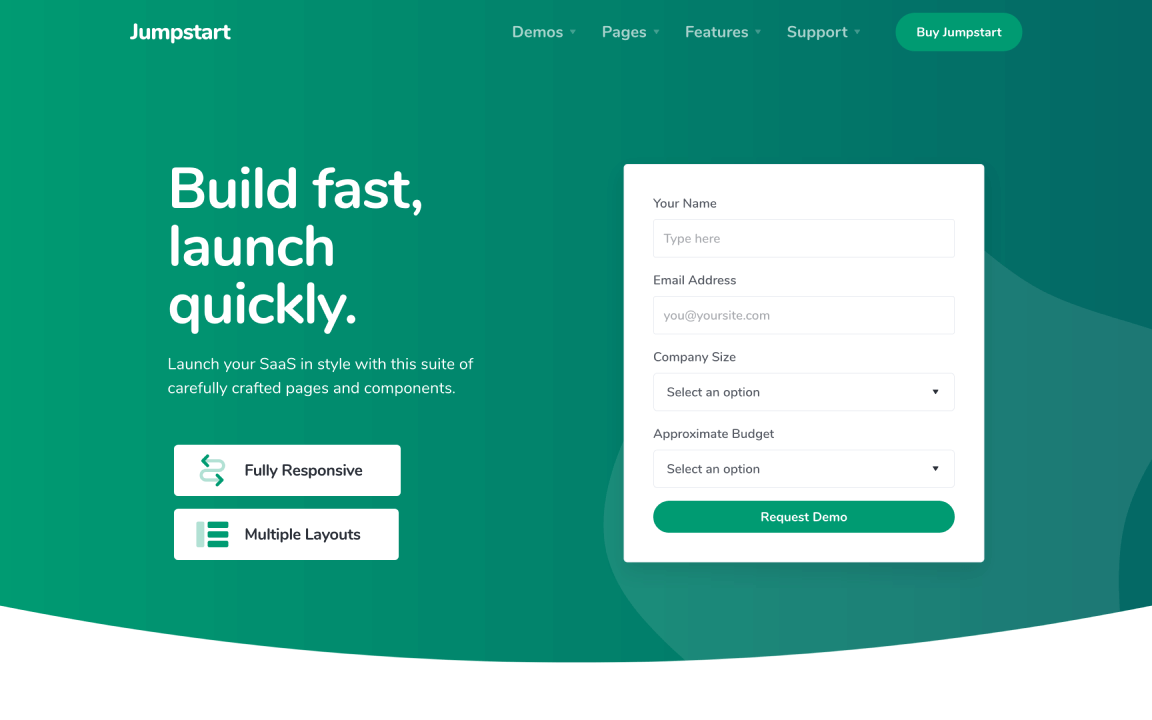 Jumpstart
Demos
Pages
Features
Support
Buy Jumpstart
Build fast,
launch
quickly.
Launch your SaaS in style with this suite of
carefully crafted pages and components.
Fully Responsive
Multiple Layouts
Your Name
Type here
Email Address
you@yoursite.com
Company Size
Select an option
Approximate Budget
Select an option
Request Demo